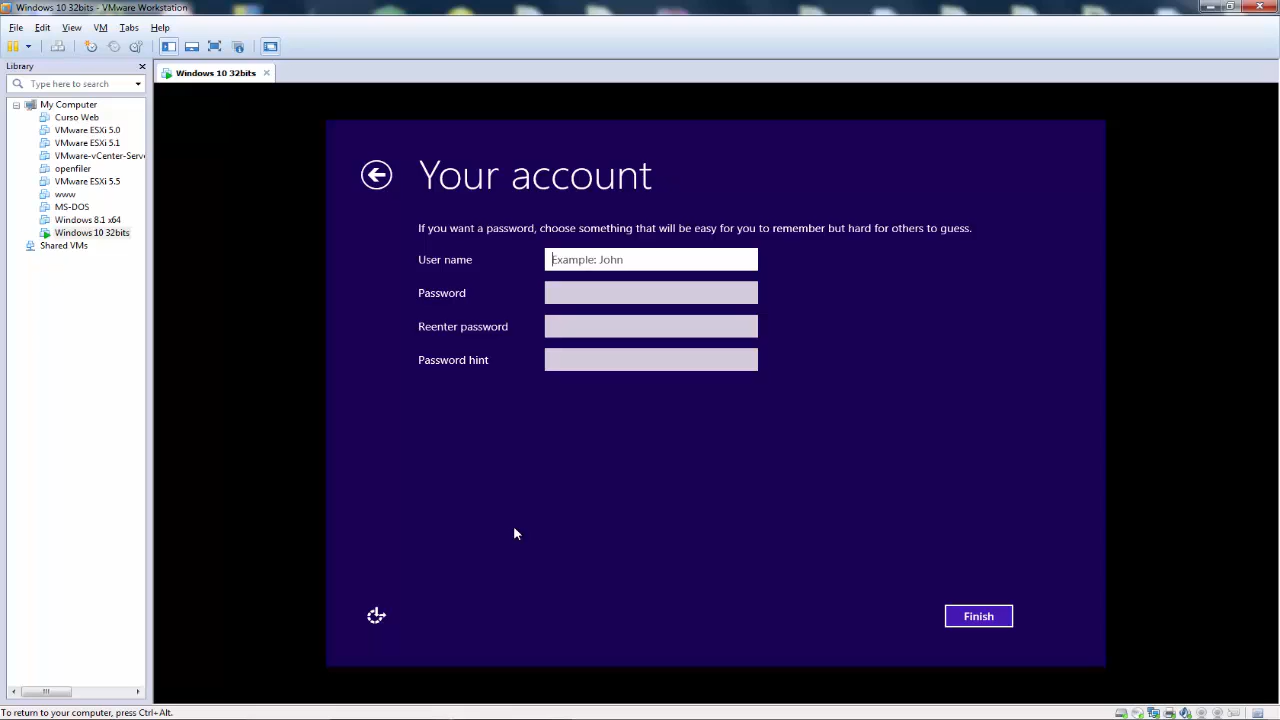 Windows 10 32bits - VMware Workstation
File Edit View VM Tabs Help
Library
Type here to search
Windows 10 32bits
My Computer
Curso Web
VMware ESXi 5.0
VMware ESXi 5.1
VMware-vCenter-Serve
openfiler
VMware ESXi 5.5
www
MS-DOS
Windows 8.1 x64
Windows 10 32bits
Shared VMs
Your account
If you want a password, choose something that will be easy for you to remember but hard for others to guess.
User name
Example: John
Password
Reenter password
Password hint
Finish
To return to your computer, press Ctrl+Alt.